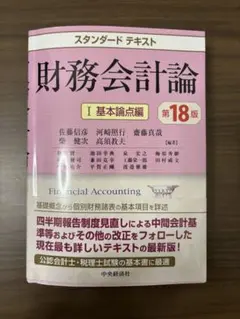 スタンダードテキスト
財務会計論
I 基本論点編
第18版
佐藤信彦 河﨑照行 齋藤真哉
柴 健次 高須教夫
[編著]
Financial Accounting
基礎概念から個別財務諸表の基本項目を詳述
四半期報告制度見直しによる中間会計基
準等およびその他の改正をフォローした
現在最も詳しいテキストの最新版!
公認会計士・税理士試験の基本書に最適
中央経済社